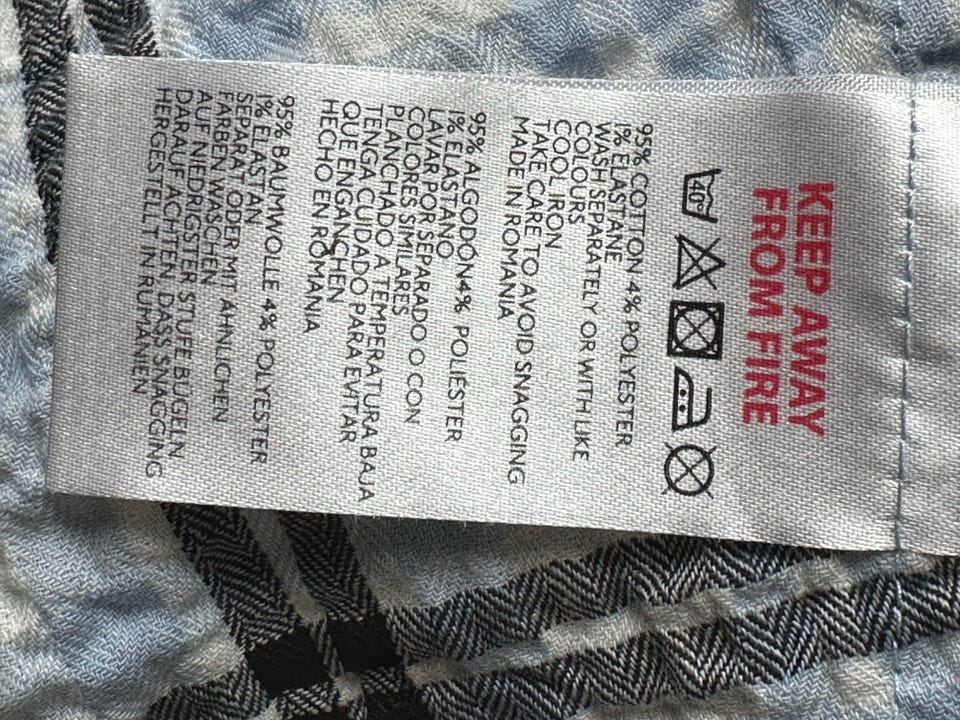 KEEP AWAY
FROM FIRE
40°
95% COTTON 4% POLYESTER
1% ELASTANE
WASH SEPARATELY OR WITH LIKE
COLOURS
COOL IRON
TAKE CARE TO AVOID SNAGGING
MADE IN ROMANIA
95% ALGODÓN4% POLIÉSTER
1% ELASTANO
LAVAR POR SEPARADO O CON
COLORES SIMILARES
PLANCHADO A TEMPERATURA BAJA
TENGA CUIDADO PARA EVITAR
QUE ENGANCHEN
HECHO EN ROMANIA
95% BAUMWOLLE 4% POLYESTER
1% ELASTAN
SEPARAT ODER MIT ÄHNLICHEN
FARBEN WASCHEN
AUF NIEDRIGSTER STUFE BÜGELN
DARAUF ACHTEN, DASS SNAGGING
HERGESTELLT IN RUMÄNIEN